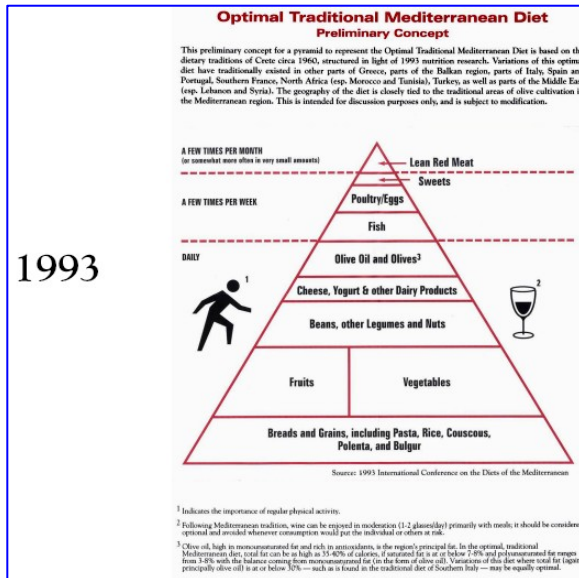 Optimal Traditional Mediterranean Diet
Preliminary Concept
This preliminary concept for a pyramid to represent the Optimal Traditional Mediterranean Diet is based on th
dietary traditions of Crete circa 1960, structured in light of 1993 nutrition research. Variations of this optima
diet have traditionally existed in other parts of Greece, parts of the Balkan region, parts of Italy, Spain an
Portugal, Southern France, North Africa (esp. Morocco and Tunisia), Turkey, as well as parts of the Middle Eas
(esp. Lebanon and Syria). The geography of the diet is closely tied to the traditional areas of olive cultivation i
the Mediterranean region. This is intended for discussion purposes only, and is subject to modification.
A FEW TIMES PER MONTH
(or somewhat more often in very small amounts)
Lean Red Meat
Sweets
A FEW TIMES PER WEEK
Poultry/Eggs
Fish
DAILY
Olive Oil and Olives3
1993
1
2
Cheese, Yogurt & other Dairy Products
Beans, other Legumes and Nuts
Fruits
Vegetables
Breads and Grains, including Pasta, Rice, Couscous,
Polenta, and Bulgur
Source: 1993 International Conference on the Diets of the Mediterranean
1 Indicates the importance of regular physical activity.
2 Following Mediterranean tradition, wine can be enjoyed in moderation (1-2 glasses/day) primarily with meals; it should be considere
optional and avoided whenever consumption would put the individual or others at risk.
3 Olive oil, high in monounsaturated fat and rich in antioxidants, is the region's principal fat. In the optimal, traditional
Mediterranean diet, total fat can be as high as 35-40% of calories, if saturated fat is at or below 7-8% and polyunsaturated fat ranges
from 3-8% with the balance coming from monounsaturated fat (in the form of olive oil). Variations of this diet where total fat (again
principally olive oil) is at or below 30% — such as is found in the traditional diet of Southern Italy — may be equally optimal.